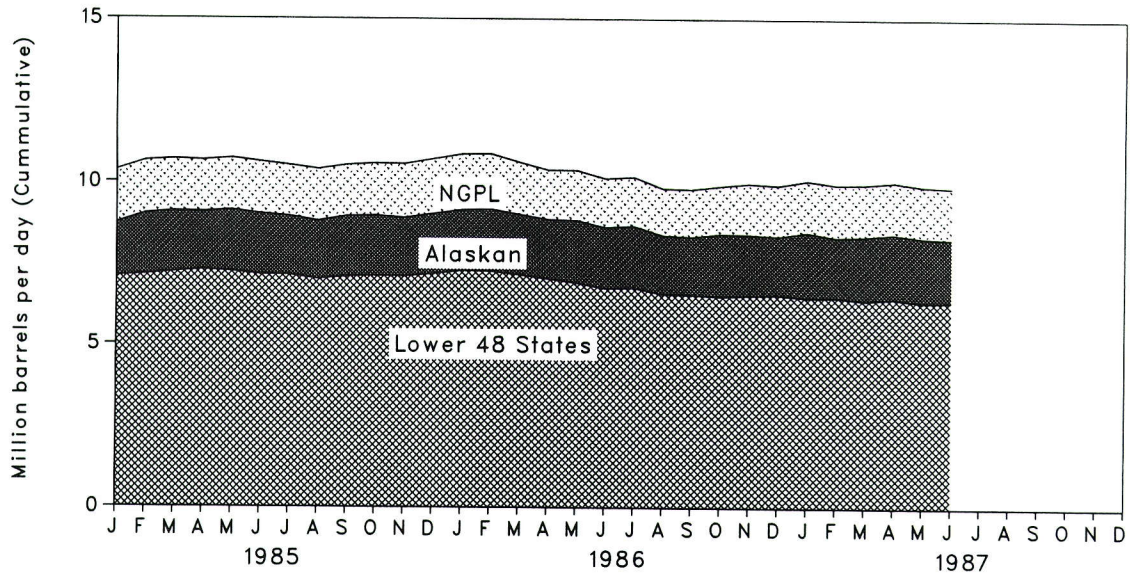 Million barrels per day (Cummulative)
15
10
5
0
NGPL
Alaskan
Lower 48 States
J F M A M J J A S O N D J F M A M J J A S O N D J F M A M J J A S O N D
1985 1986 1987